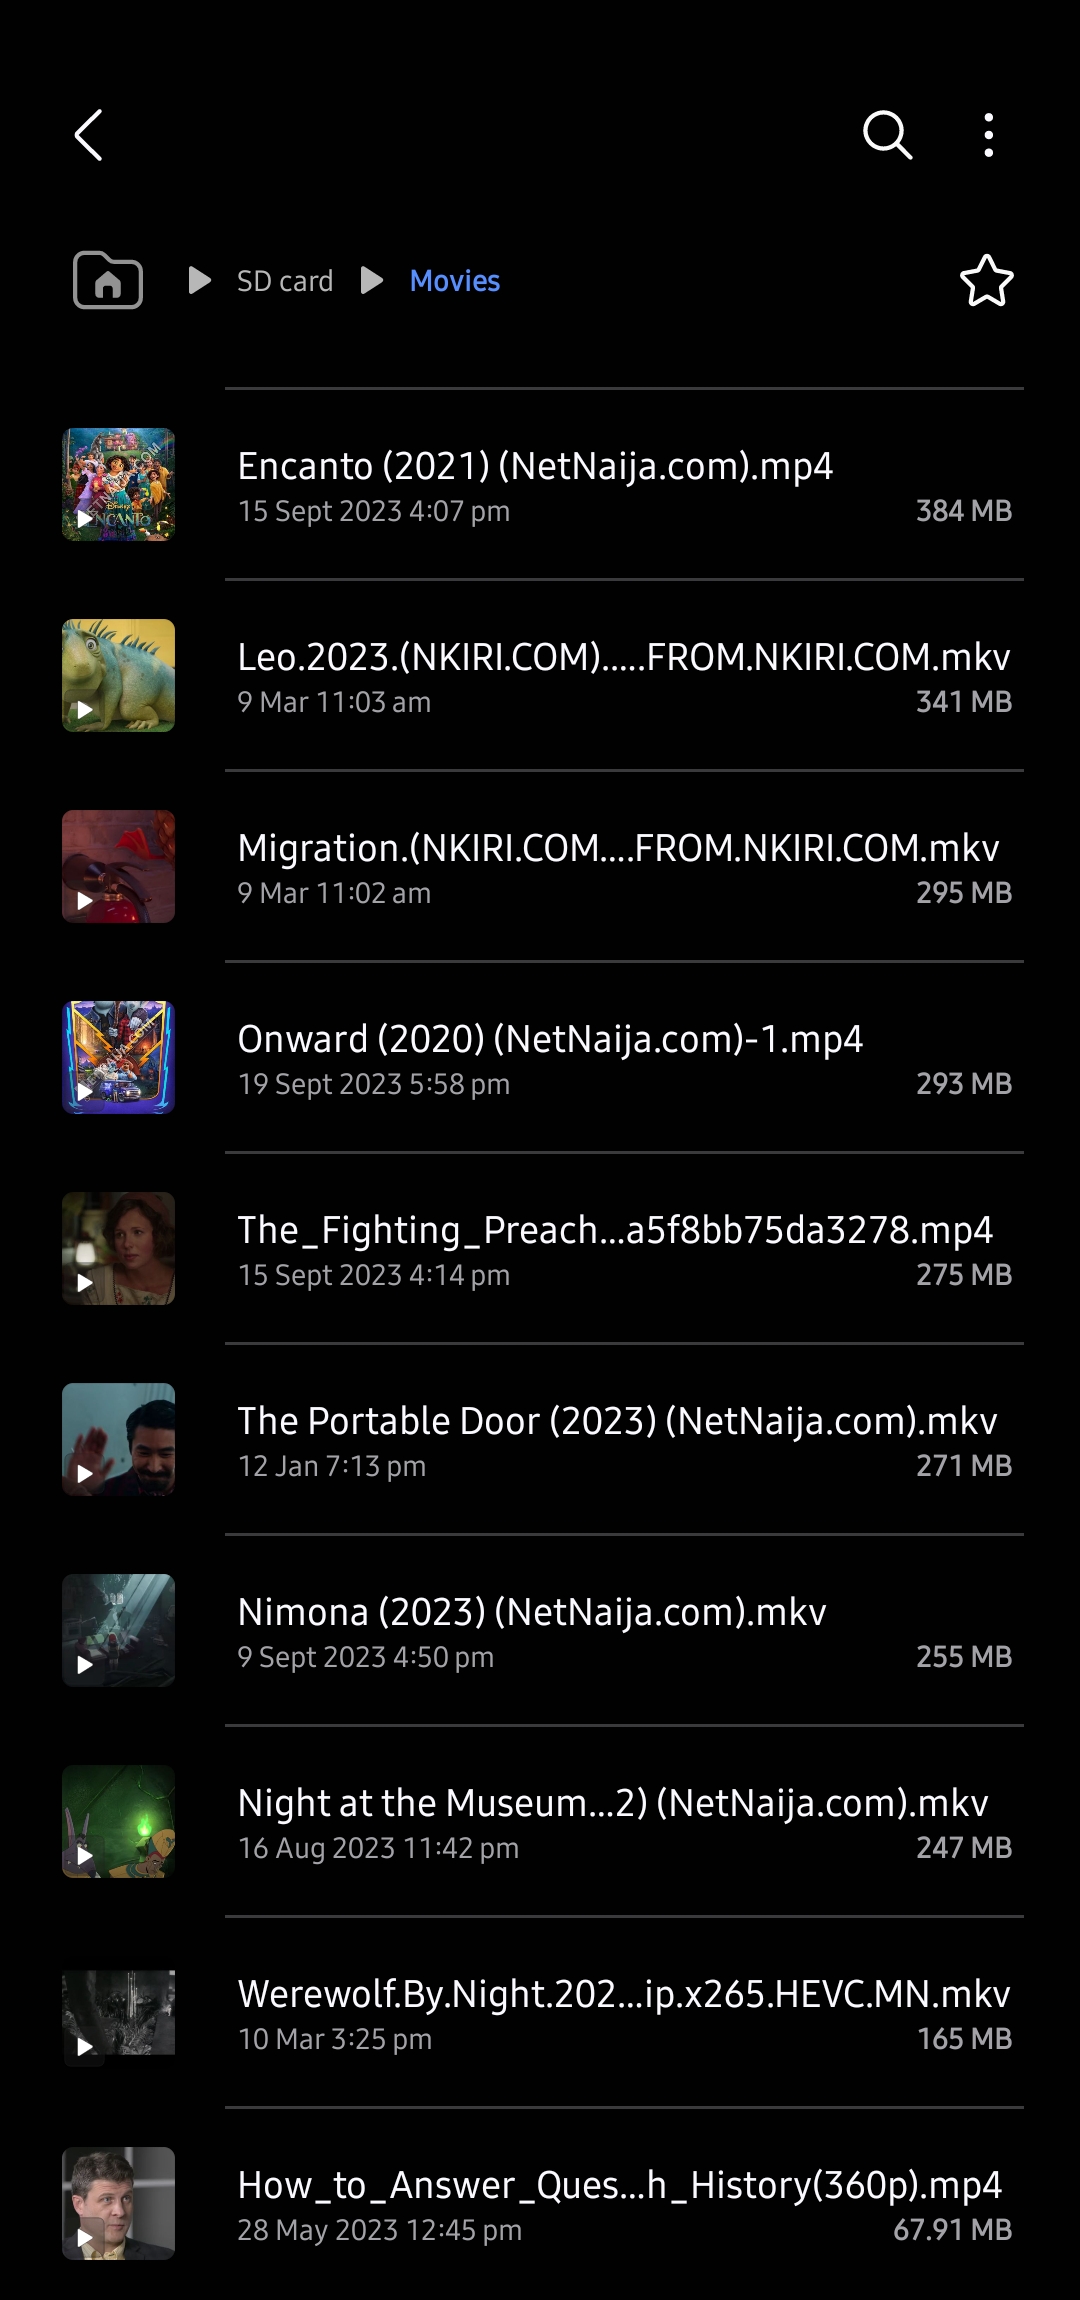 SD card
Movies
Encanto (2021) (NetNaija.com).mp4
15 Sept 2023 4:07 pm
384 MB
Leo.2023.(NKIRI.COM).....FROM.NKIRI.COM.mkv
9 Mar 11:03 am
341 MB
Migration.(NKIRI.COM....FROM.NKIRI.COM.mkv
9 Mar 11:02 am
295 MB
Onward (2020) (NetNaija.com)-1.mp4
19 Sept 2023 5:58 pm
293 MB
The_Fighting_Preach...a5f8bb75da3278.mp4
15 Sept 2023 4:14 pm
275 MB
The Portable Door (2023) (NetNaija.com).mkv
12 Jan 7:13 pm
271 MB
Nimona (2023) (NetNaija.com).mkv
9 Sept 2023 4:50 pm
255 MB
Night at the Museum...2) (NetNaija.com).mkv
16 Aug 2023 11:42 pm
247 MB
Werewolf.By.Night.202...ip.x265.HEVC.MN.mkv
10 Mar 3:25 pm
165 MB
How_to_Answer_Ques...h_History(360p).mp4
28 May 2023 12:45 pm
67.91 MB